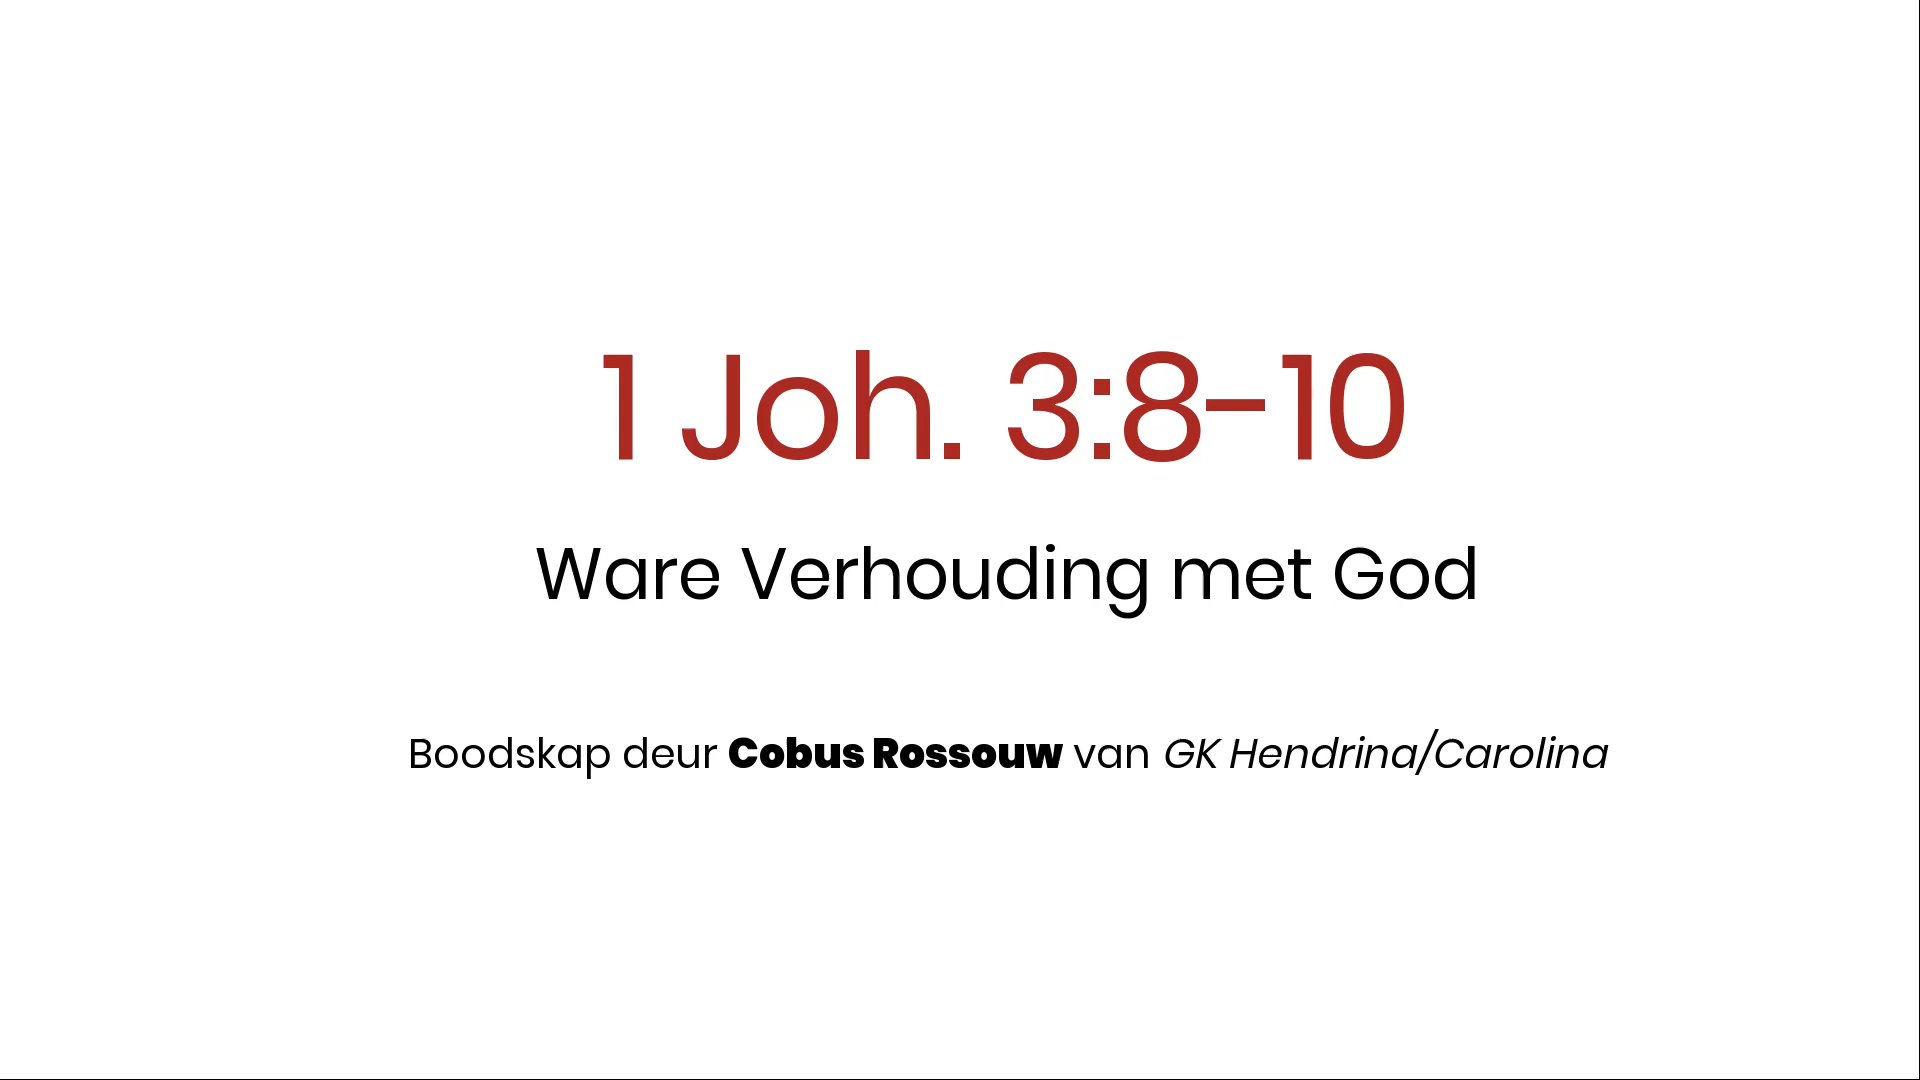 1 Joh. 3:8-10
Ware Verhouding met God
Boodskap deur Cobus Rossouw van GK Hendrina/Carolina